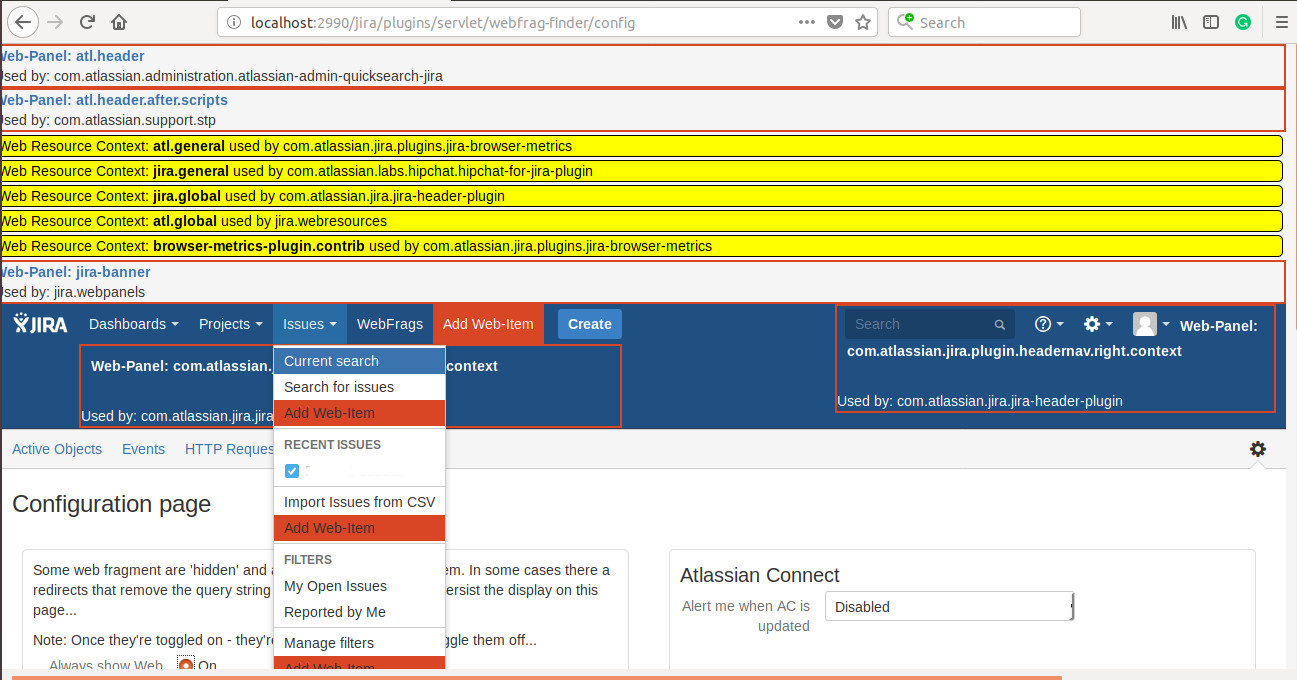 localhost:2990/jira/plugins/servlet/webfrag-finder/config
Search
Web-Panel: atl.header
Used by: com.atlassian.administration.atlassian-admin-quicksearch-jira
Web-Panel: atl.header.after.scripts
Used by: com.atlassian.support.stp
Web Resource Context: atl.general used by com.atlassian.jira.plugins.jira-browser-metrics
Web Resource Context: jira.general used by com.atlassian.labs.hipchat.hipchat-for-jira-plugin
Web Resource Context: jira.global used by com.atlassian.jira.jira-header-plugin
Web Resource Context: atl.global used by jira.webresources
Web Resource Context: browser-metrics-plugin.contrib used by com.atlassian.jira.plugins.jira-browser-metrics
Web-Panel: jira-banner
Used by: jira.webpanels
JIRA Dashboards Projects Issues WebFrags Add Web-Item Create Search Web-Panel:
com.atlassian.jira.plugin.headernav.right.context
Used by: com.atlassian.jira.jira-header-plugin
Web-Panel: com.atlassian. context
Used by: com.atlassian.jira.jira
Current search
Search for issues
Add Web-Item
RECENT ISSUES
Import Issues from CSV
Add Web-Item
FILTERS
My Open Issues
Reported by Me
Manage filters
Add Web-Item
Active Objects Events HTTP Reques
Configuration page
Some web fragment are 'hidden' and em. In some cases there a
redirects that remove the query string ersist the display on this
page...
Note: Once they're toggled on - they're ggle them off...
Always show Web On
Atlassian Connect
Alert me when AC is
updated
Disabled